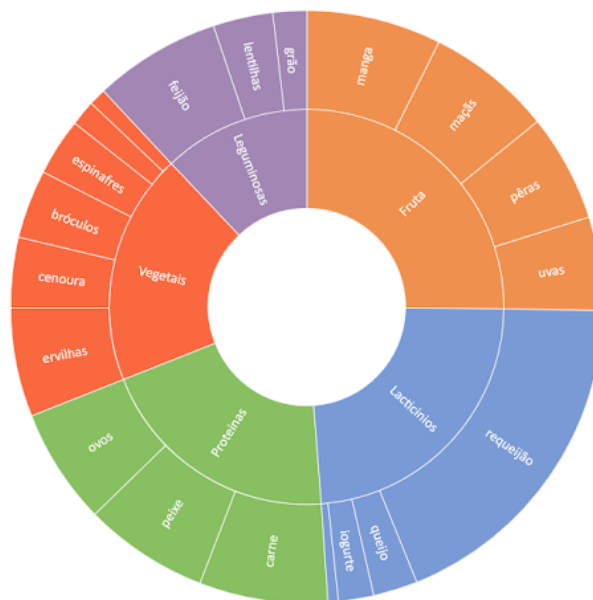 manga
maçãs
pêras
uvas
Fruta
requeijão
queijo
iogurte
Lacticínios
carne
peixe
ovos
Proteínas
ervilhas
cenoura
bróculos
espinafres
Vegetais
feijão
lentilhas
grão
Leguminosas